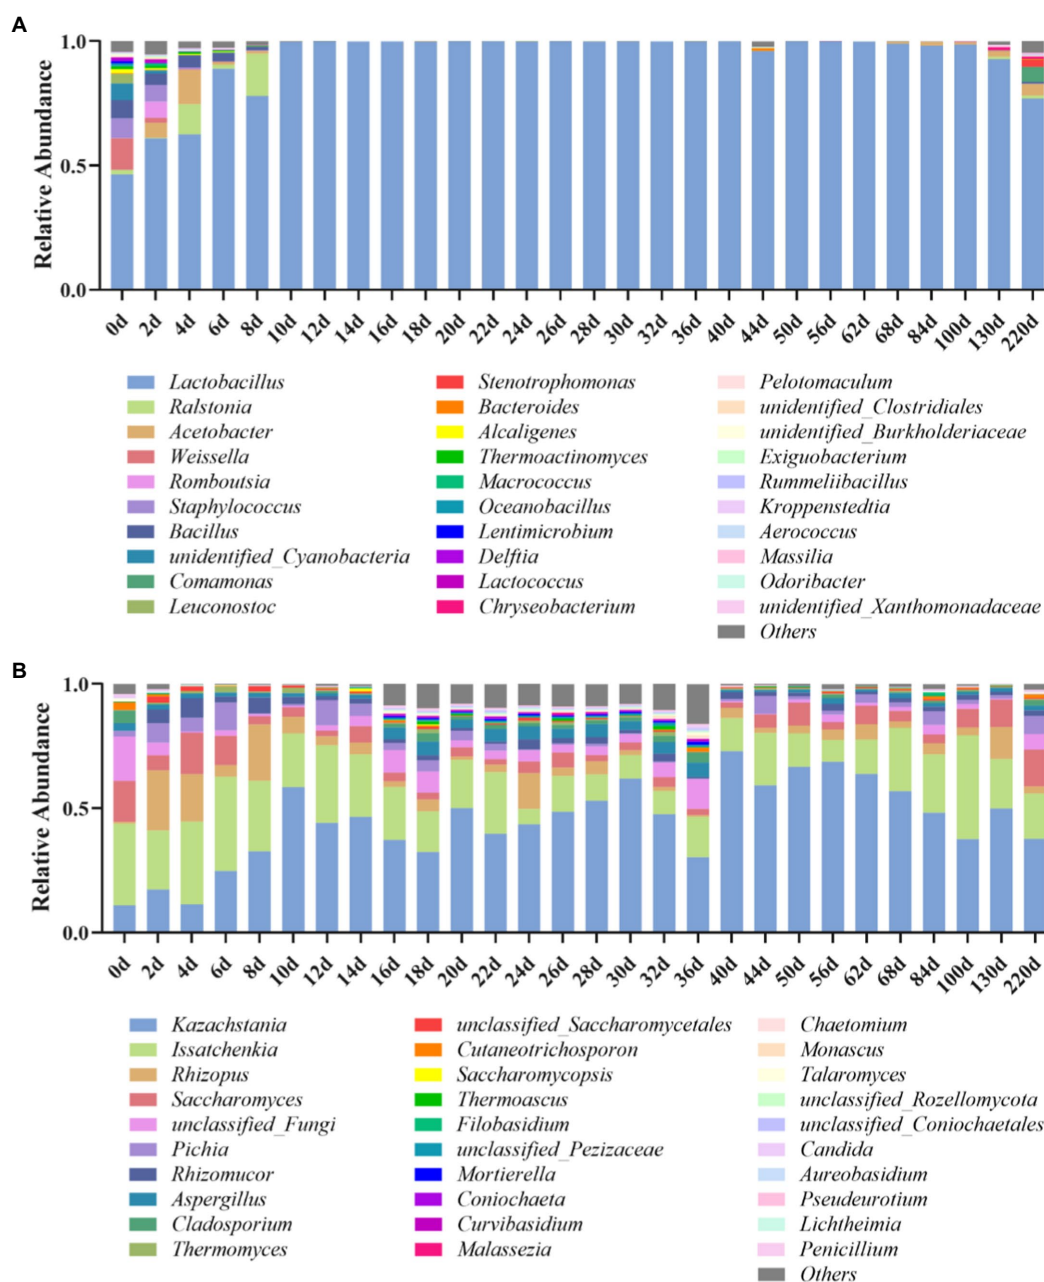 A
Relative Abundance
1.0
0.5
0.0
0d 2d 4d 6d 8d 10d 12d 14d 16d 18d 20d 22d 24d 26d 28d 30d 32d 36d 40d 44d 50d 56d 62d 68d 84d 100d 130d 220d
Lactobacillus
Ralstonia
Acetobacter
Weissella
Romboutsia
Staphylococcus
Bacillus
unidentified_Cyanobacteria
Comamonas
Leuconostoc
Stenotrophomonas
Bacteroides
Alcaligenes
Thermoactinomyces
Macrococcus
Oceanobacillus
Lentimicrobium
Delftia
Lactococcus
Chryseobacterium
Pelotomaculum
unidentified_Clostridiales
unidentified_Burkholderiaceae
Exiguobacterium
Rummeliibacillus
Kroppenstedtia
Aerococcus
Massilia
Odoribacter
unidentified_Xanthomonadaceae
Others
B
Relative Abundance
1.0
0.5
0.0
0d 2d 4d 6d 8d 10d 12d 14d 16d 18d 20d 22d 24d 26d 28d 30d 32d 36d 40d 44d 50d 56d 62d 68d 84d 100d 130d 220d
Kazachstania
Issatchenkia
Rhizopus
Saccharomyces
unclassified_Fungi
Pichia
Rhizomucor
Aspergillus
Cladosporium
Thermomyces
unclassified_Saccharomycetales
Cutaneotrichosporon
Saccharomycopsis
Thermoascus
Filobasidium
unclassified_Pezizaceae
Mortierella
Coniochaeta
Curvibasidium
Malassezia
Chaetomium
Monascus
Talaromyces
unclassified_Rozellomycota
unclassified_Coniochaetales
Candida
Aureobasidium
Pseudeurotium
Lichtheimia
Penicillium
Others